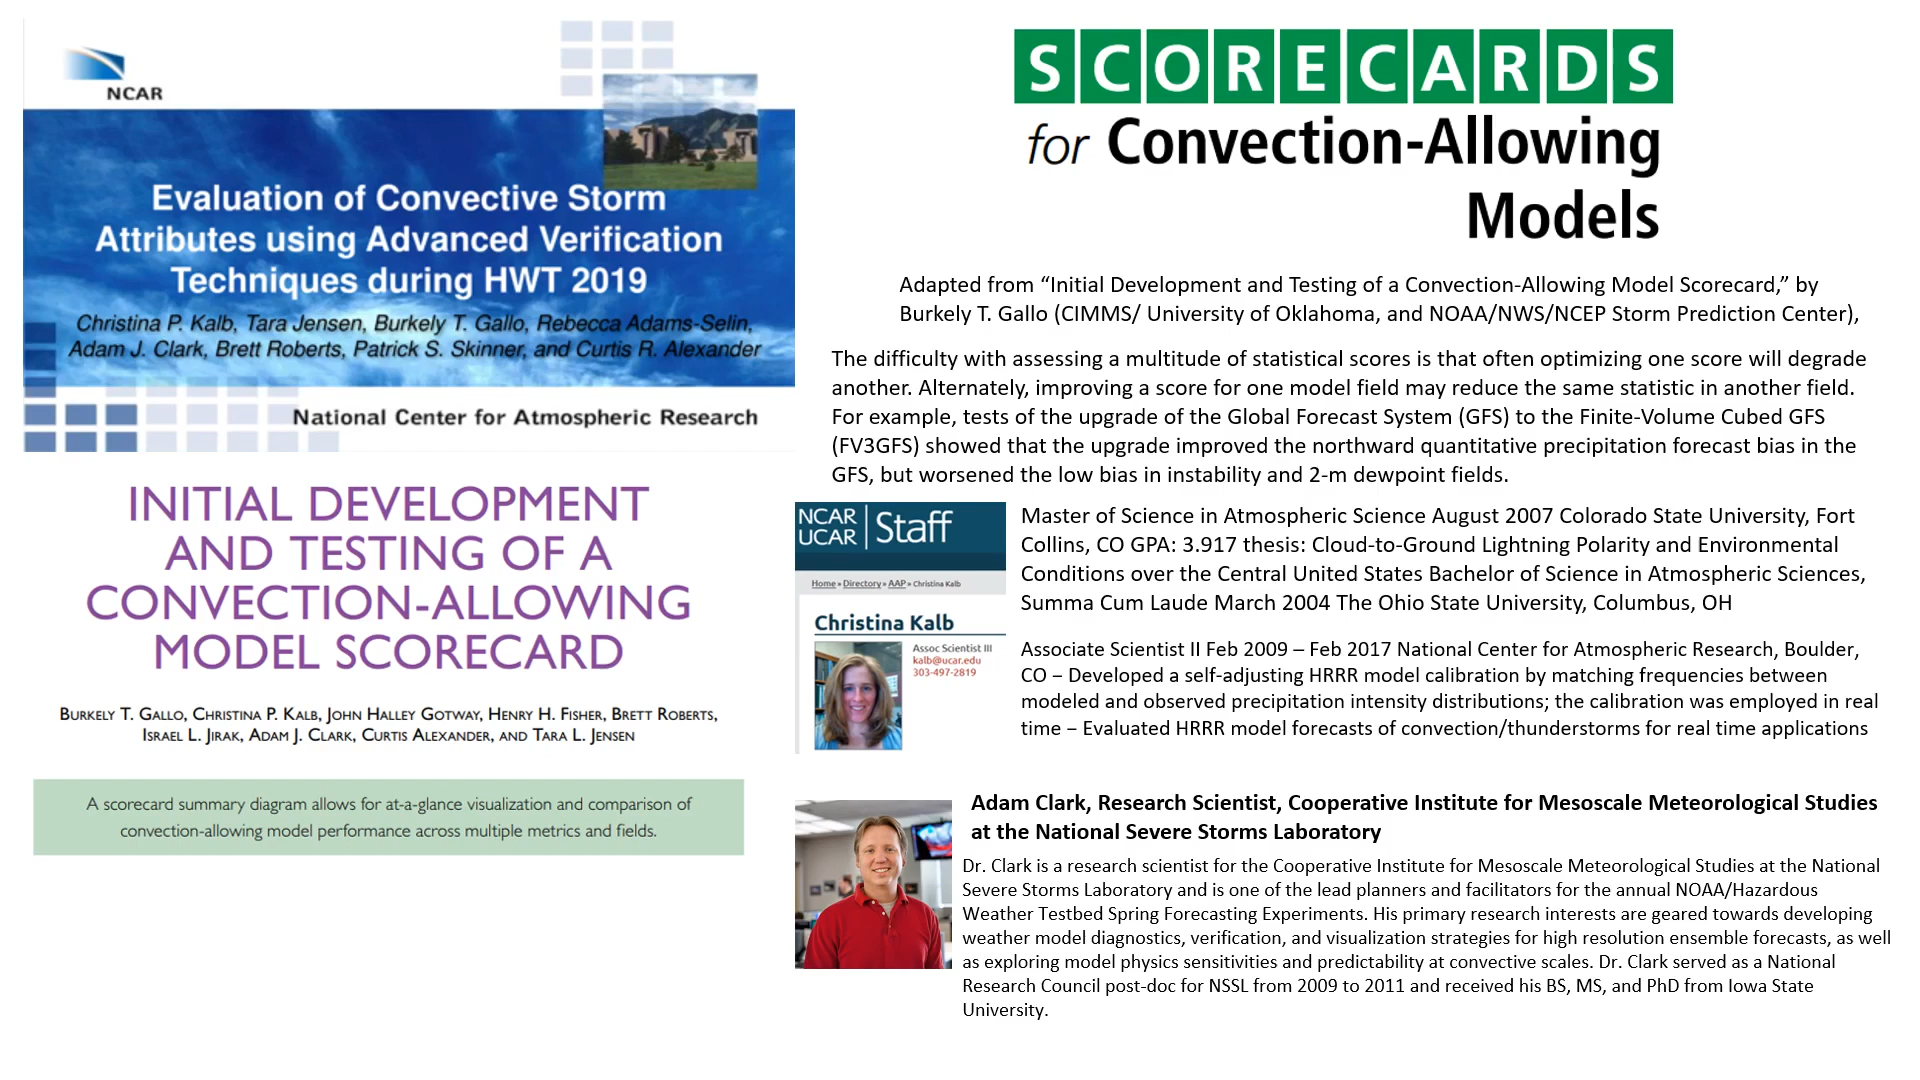 NCAR
Evaluation of Convective Storm
Attributes using Advanced Verification
Techniques during HWT 2019
Christina P. Kalb, Tara Jensen, Burkely T. Gallo, Rebecca Adams-Selin,
Adam J. Clark, Brett Roberts, Patrick S. Skinner, and Curtis R. Alexander
National Center for Atmospheric Research
INITIAL DEVELOPMENT
AND TESTING OF A
CONVECTION-ALLOWING
MODEL SCORECARD
BURKELY T. GALLO, CHRISTINA P. KALB, JOHN HALLEY GOTWAY, HENRY H. FISHER, BRETT ROBERTS,
ISRAEL L. JIRAK, ADAM J. CLARK, CURTIS ALEXANDER, AND TARA L. JENSEN
A scorecard summary diagram allows for at-a-glance visualization and comparison of
convection-allowing model performance across multiple metrics and fields.
SCORECARDS
for Convection-Allowing
Models
Adapted from “Initial Development and Testing of a Convection-Allowing Model Scorecard,” by
Burkely T. Gallo (CIMMS/ University of Oklahoma, and NOAA/NWS/NCEP Storm Prediction Center),
The difficulty with assessing a multitude of statistical scores is that often optimizing one score will degrade
another. Alternately, improving a score for one model field may reduce the same statistic in another field.
For example, tests of the upgrade of the Global Forecast System (GFS) to the Finite-Volume Cubed GFS
(FV3GFS) showed that the upgrade improved the northward quantitative precipitation forecast bias in the
GFS, but worsened the low bias in instability and 2-m dewpoint fields.
NCAR
UCAR
Staff
Home » Directory » AAP » Christina Kalb
Christina Kalb
Assoc Scientist III
kalb@ucar.edu
303-497-2819
Master of Science in Atmospheric Science August 2007 Colorado State University, Fort
Collins, CO GPA: 3.917 thesis: Cloud-to-Ground Lightning Polarity and Environmental
Conditions over the Central United States Bachelor of Science in Atmospheric Sciences,
Summa Cum Laude March 2004 The Ohio State University, Columbus, OH
Associate Scientist II Feb 2009 – Feb 2017 National Center for Atmospheric Research, Boulder,
CO − Developed a self-adjusting HRRR model calibration by matching frequencies between
modeled and observed precipitation intensity distributions; the calibration was employed in real
time − Evaluated HRRR model forecasts of convection/thunderstorms for real time applications
Adam Clark, Research Scientist, Cooperative Institute for Mesoscale Meteorological Studies
at the National Severe Storms Laboratory
Dr. Clark is a research scientist for the Cooperative Institute for Mesoscale Meteorological Studies at the National
Severe Storms Laboratory and is one of the lead planners and facilitators for the annual NOAA/Hazardous
Weather Testbed Spring Forecasting Experiments. His primary research interests are geared towards developing
weather model diagnostics, verification, and visualization strategies for high resolution ensemble forecasts, as well
as exploring model physics sensitivities and predictability at convective scales. Dr. Clark served as a National
Research Council post-doc for NSSL from 2009 to 2011 and received his BS, MS, and PhD from Iowa State
University.